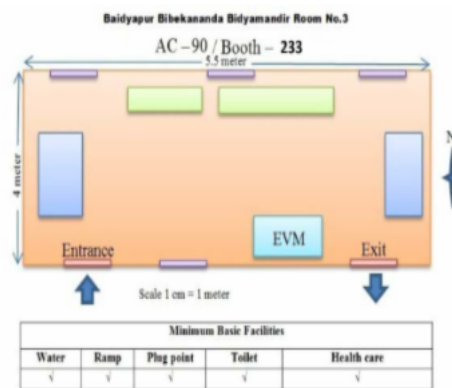 Baidyapur Bibekananda Bidyamandir Room No.3
AC -90 / Booth - 233
5.5 meter
4 meter
N
EVM
Entrance
Exit
Scale 1 cm = 1 meter
Minimum Basic Facilities
Water Ramp Plug point Toilet Health care
√ √ √ √ √